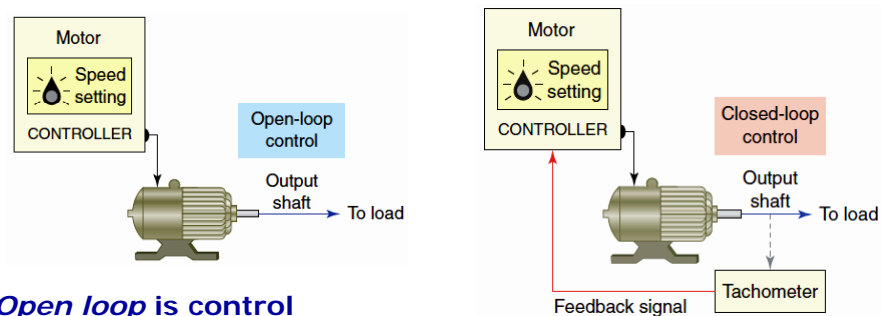 Motor
Speed
setting
CONTROLLER
Open-loop
control
Output
shaft
To load
Open loop is control
Motor
Speed
setting
CONTROLLER
Closed-loop
control
Output
shaft
To load
Tachometer
Feedback signal